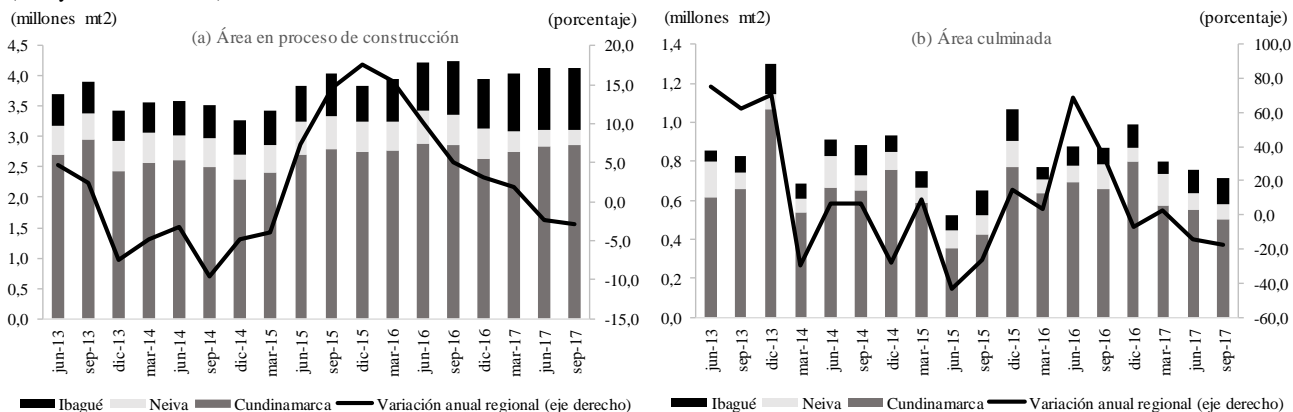 (millones mt2) (porcentaje)
(a) Área en proceso de construcción
4,5 20,0
4,0 15,0
3,5
3,0 10,0
2,5 5,0
2,0 0,0
1,5 -5,0
1,0
0,5 -10,0
0,0 -15,0
jun-13 sep-13 dic-13 mar-14 jun-14 sep-14 dic-14 mar-15 jun-15 sep-15 dic-15 mar-16 jun-16 sep-16 dic-16 mar-17 jun-17 sep-17
Ibagué Neiva Cundinamarca Variación anual regional (eje derecho)
(millones mt2) (porcentaje)
(b) Área culminada
1,4 100,0
1,2 80,0
1,0 60,0
0,8 40,0
0,6 20,0
0,4 0,0
0,2 -20,0
0,0 -40,0
-60,0
jun-13 sep-13 dic-13 mar-14 jun-14 sep-14 dic-14 mar-15 jun-15 sep-15 dic-15 mar-16 jun-16 sep-16 dic-16 mar-17 jun-17 sep-17
Ibagué Neiva Cundinamarca Variación anual regional (eje derecho)